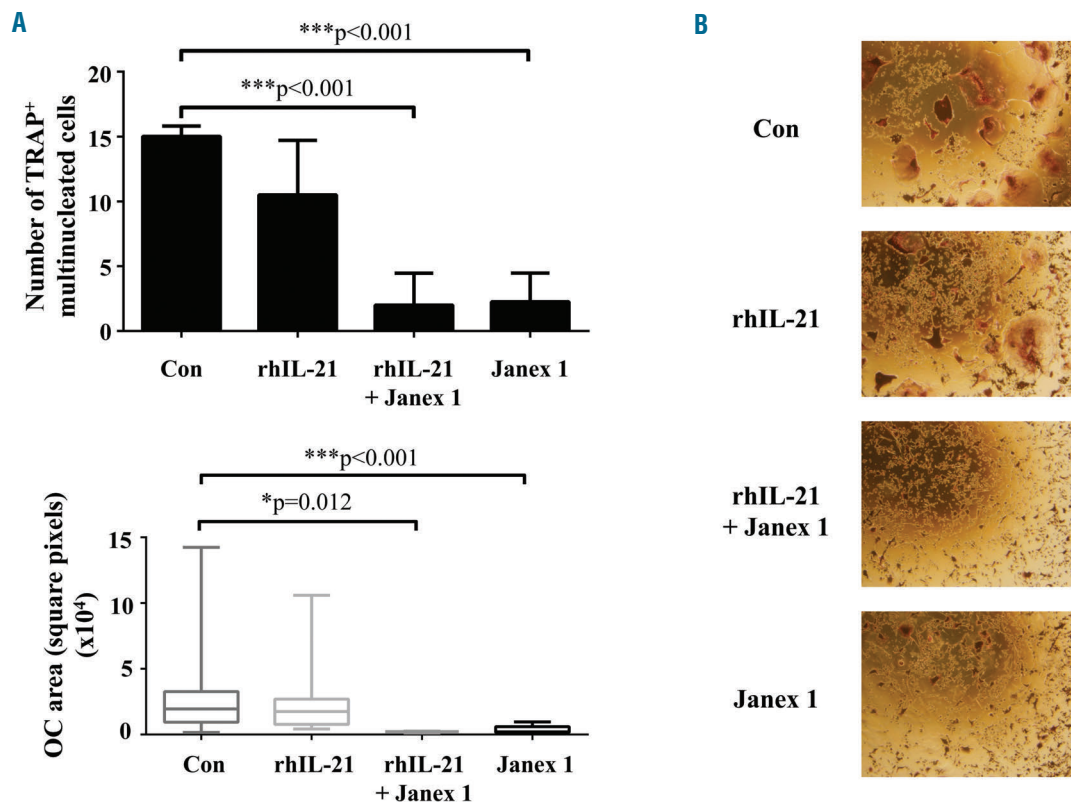 A
***p<0.001
***p<0.001
Number of TRAP+
multinucleated cells
20
15
10
5
0
Con
rhIL-21
rhIL-21
+ Janex 1
Janex 1
***p<0.001
*p=0.012
OC area (square pixels)
(x10⁴)
15
10
5
0
Con
rhIL-21
rhIL-21
+ Janex 1
Janex 1
B
Con
rhIL-21
rhIL-21
+ Janex 1
Janex 1